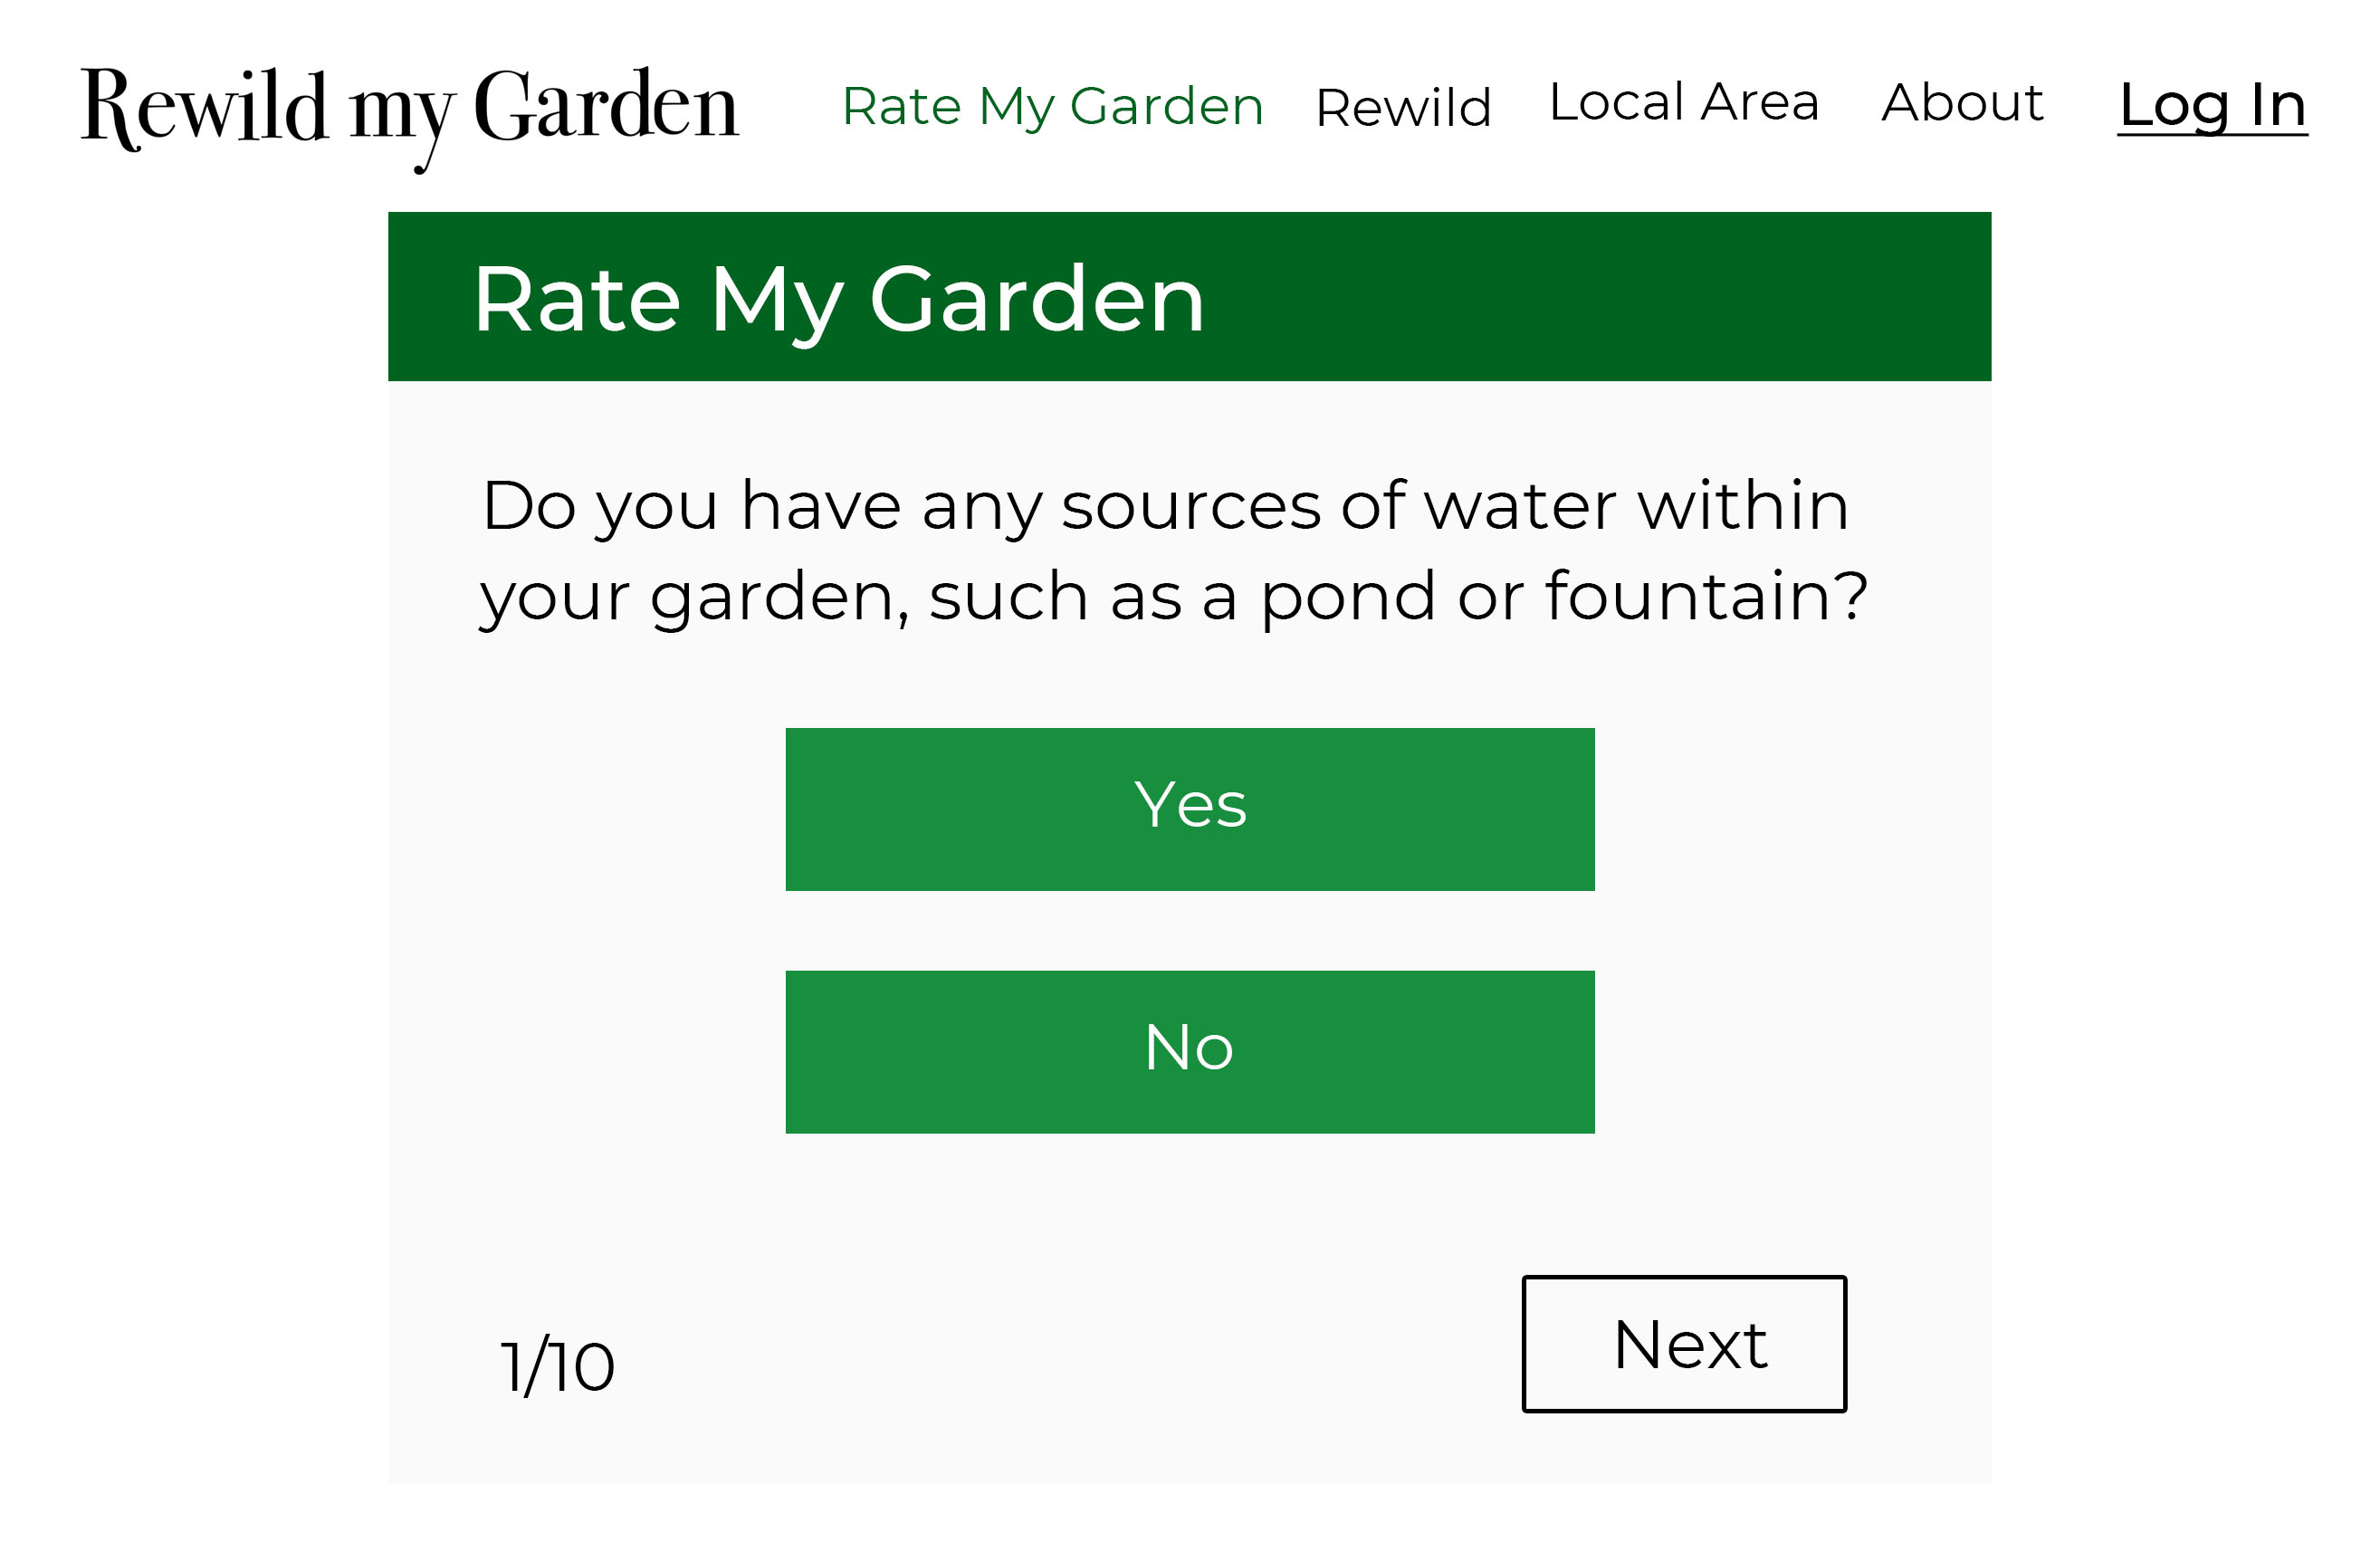 Rewild my Garden Rate My Garden Rewild Local Area About Log In
Rate My Garden
Do you have any sources of water within
your garden, such as a pond or fountain?
Yes
No
1/10 Next